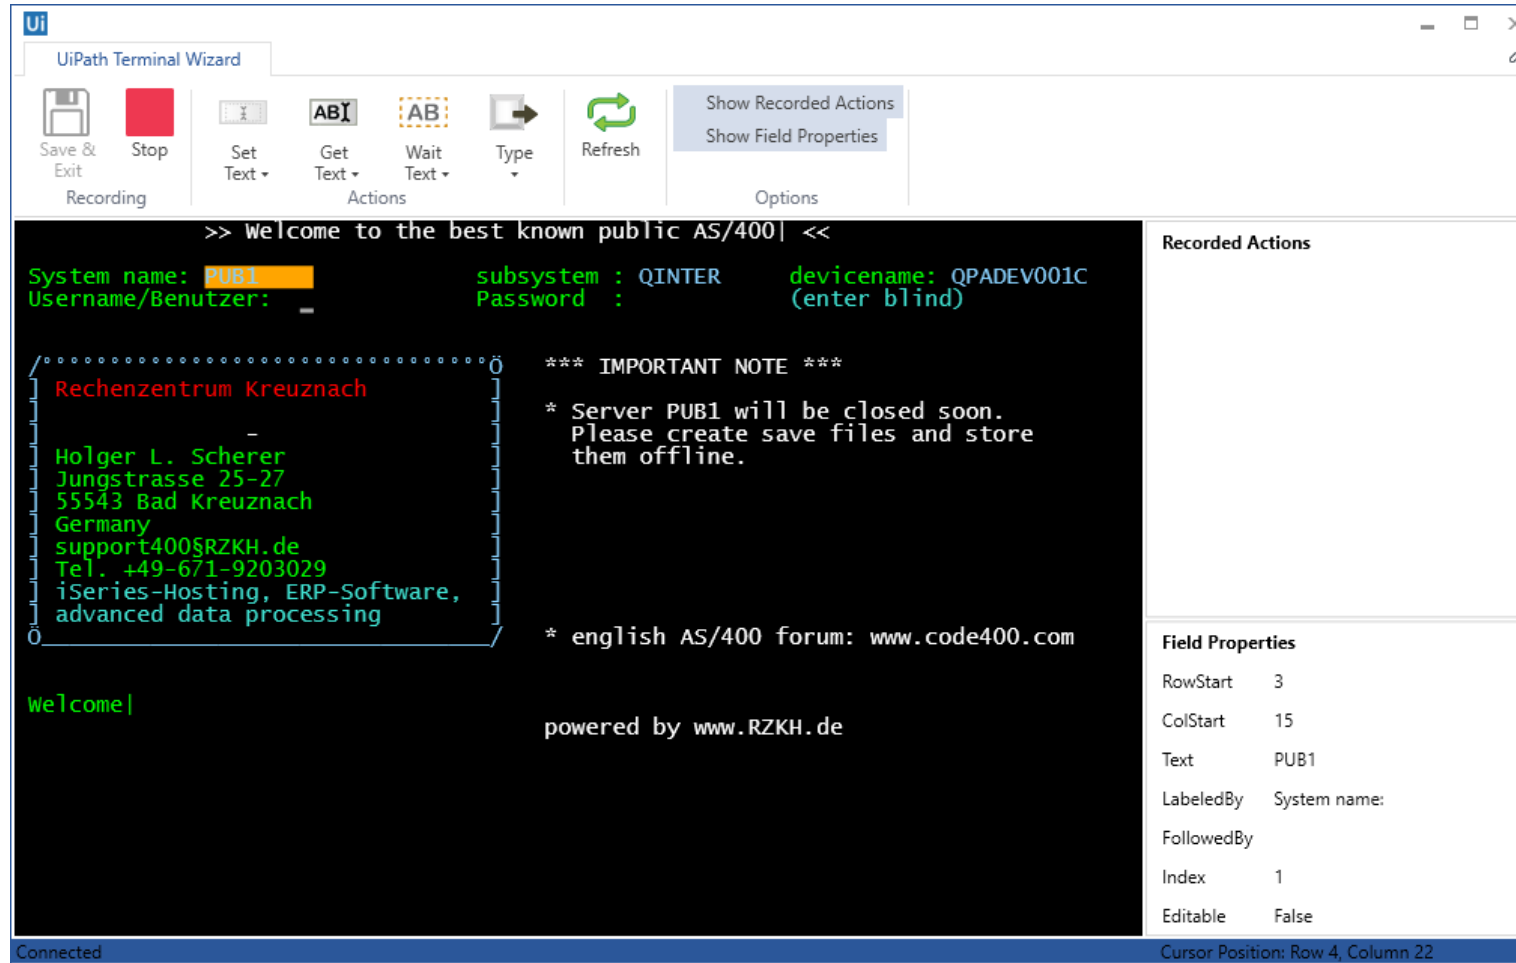 Ui
UiPath Terminal Wizard
Save & Exit
Stop
Set Text
Get Text
Wait Text
Type
Refresh
Show Recorded Actions
Show Field Properties
ABI
AB
Recording
Actions
Options
>> Welcome to the best known public AS/400| <<
System name: PUB1 subsystem : QINTER devicename: QPADEV001C
Username/Benutzer: _ Password : (enter blind)
/°°°°°°°°°°°°°°°°°°°°°°°°°°°°°°°°°Ö *** IMPORTANT NOTE ***
] Rechenzentrum Kreuznach ]
] ] * Server PUB1 will be closed soon.
] _ ] Please create save files and store
] Holger L. Scherer ] them offline.
] Jungstrasse 25-27 ]
] 55543 Bad Kreuznach ]
] Germany ]
] support400§RZKH.de ]
] Tel. +49-671-9203029 ]
] iSeries-Hosting, ERP-Software, ]
] advanced data processing ]
Ö_________________________________/ * english AS/400 forum: www.code400.com
Welcome|
powered by www.RZKH.de
Recorded Actions
Field Properties
RowStart 3
ColStart 15
Text PUB1
LabeledBy System name:
FollowedBy
Index 1
Editable False
Connected
Cursor Position: Row 4, Column 22